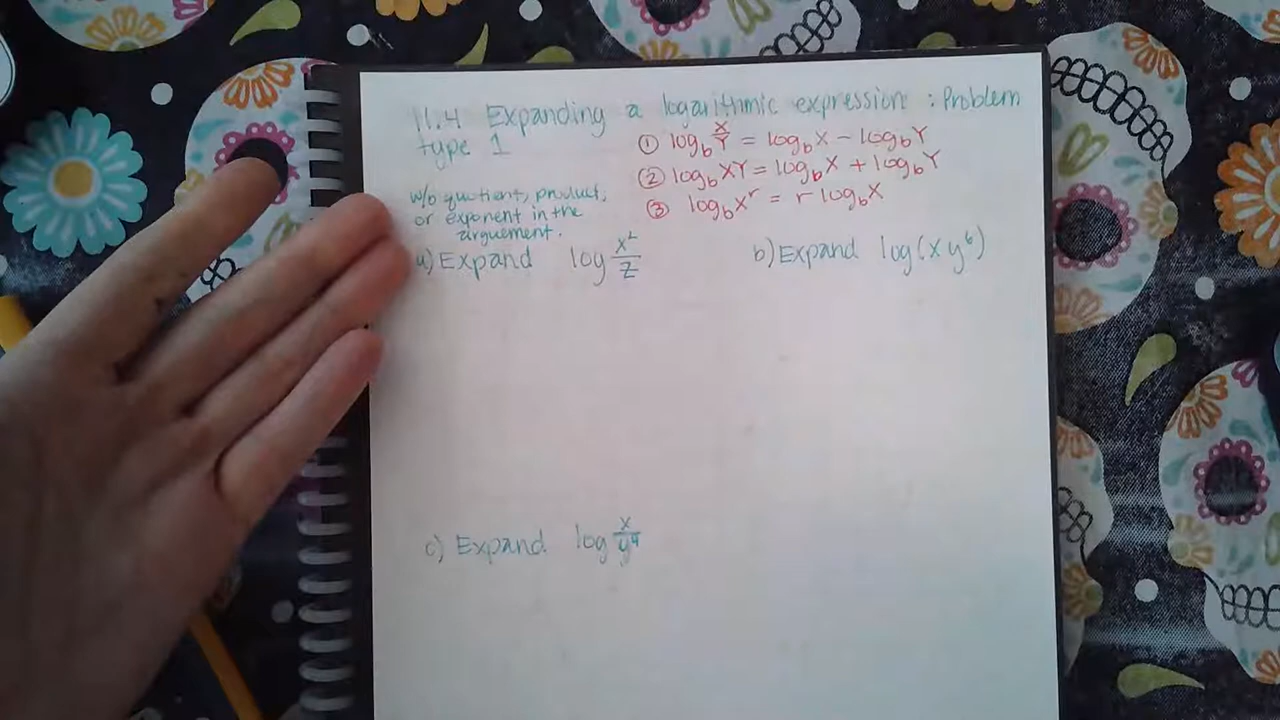 11.4 Expanding a logarithmic expression : Problem
type 1
① log_b X/Y = log_b X − log_b Y
② log_b XY = log_b X + log_b Y
③ log_b X^r = r log_b X
w/o quotient, product,
or exponent in the
arguement.
a) Expand log x²/z
b) Expand log(x y⁶)
c) Expand log x/y⁴